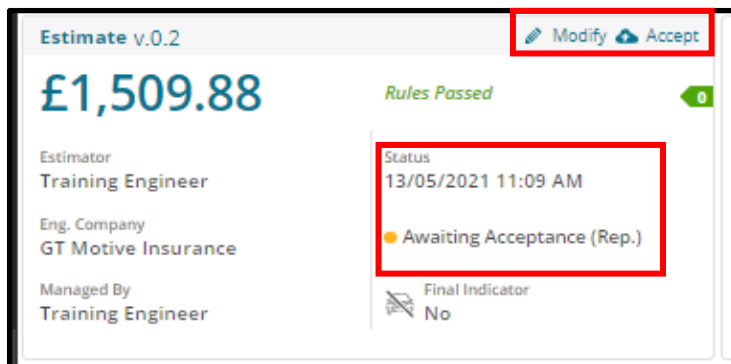 Estimate v.0.2
Modify Accept
£1,509.88
Rules Passed
0
Estimator
Training Engineer
Status
13/05/2021 11:09 AM
Eng. Company
GT Motive Insurance
Awaiting Acceptance (Rep.)
Managed By
Training Engineer
Final Indicator
No